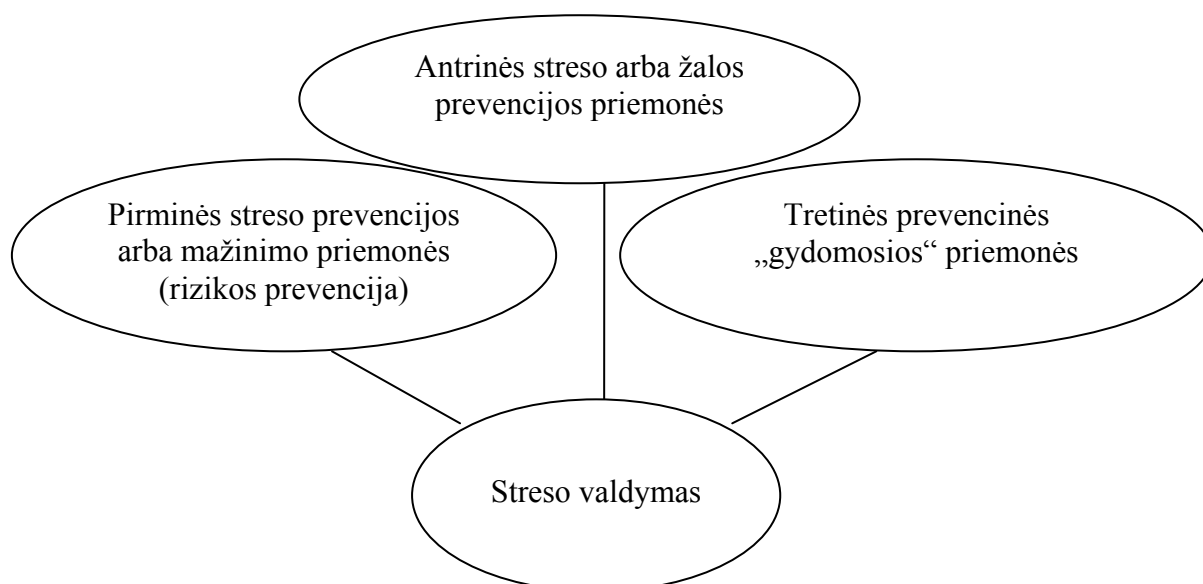 Antrinės streso arba žalos
prevencijos priemonės
Pirminės streso prevencijos
arba mažinimo priemonės
(rizikos prevencija)
Tretinės prevencinės
„gydomosios“ priemonės
Streso valdymas